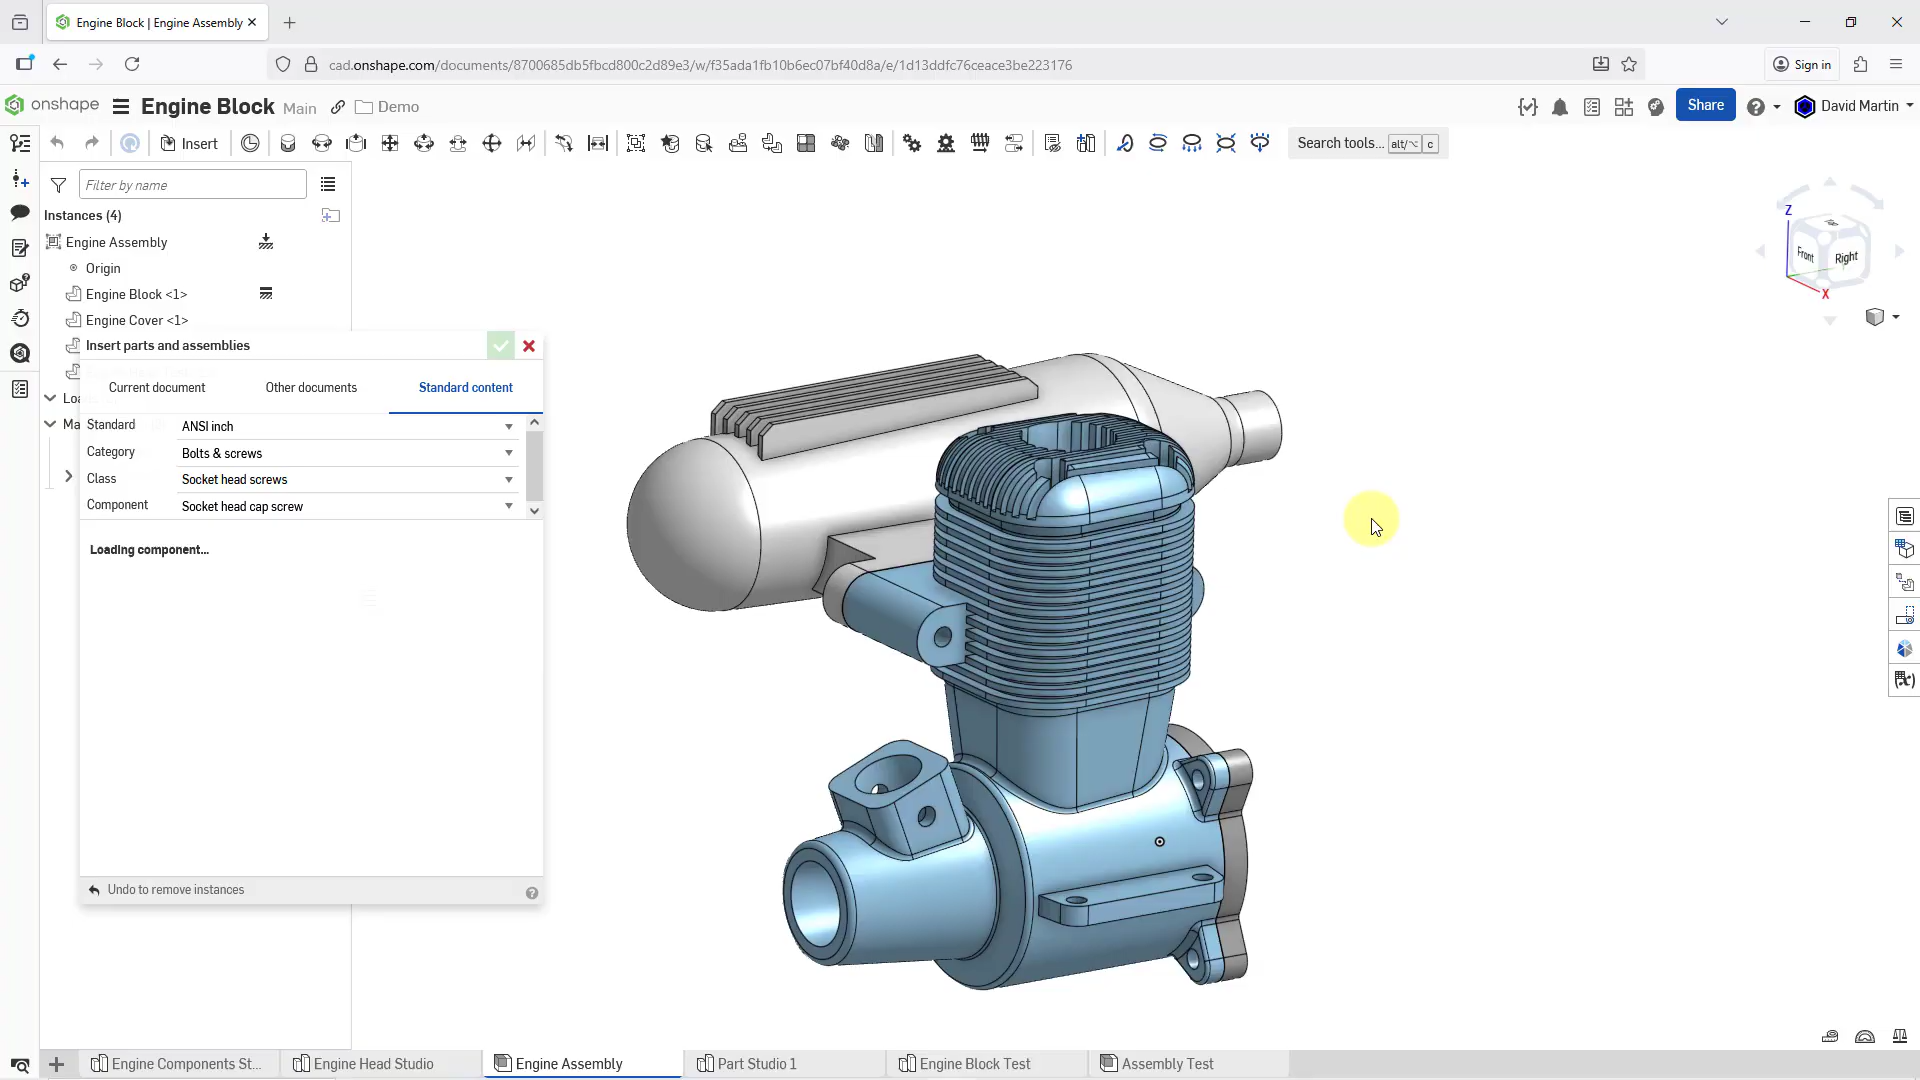 Engine Block | Engine Assembly
cad.onshape.com/documents/8700685db5fbcd800c2d89e3/w/f35ada1fb10b6ec07bf40d8a/e/1d13ddfc76ceace3be223176
Sign in
onshape
Engine Block Main
Demo
Share
David Martin
Insert
Search tools... alt/⌥ c
Filter by name
Instances (4)
Engine Assembly
Origin
Engine Block <1>
Engine Cover <1>
Loa
Ma
Insert parts and assemblies
Current document
Other documents
Standard content
Standard ANSI inch
Category Bolts & screws
Class Socket head screws
Component Socket head cap screw
Loading component...
Undo to remove instances
Z
Front
Right
X
Engine Components St...
Engine Head Studio
Engine Assembly
Part Studio 1
Engine Block Test
Assembly Test